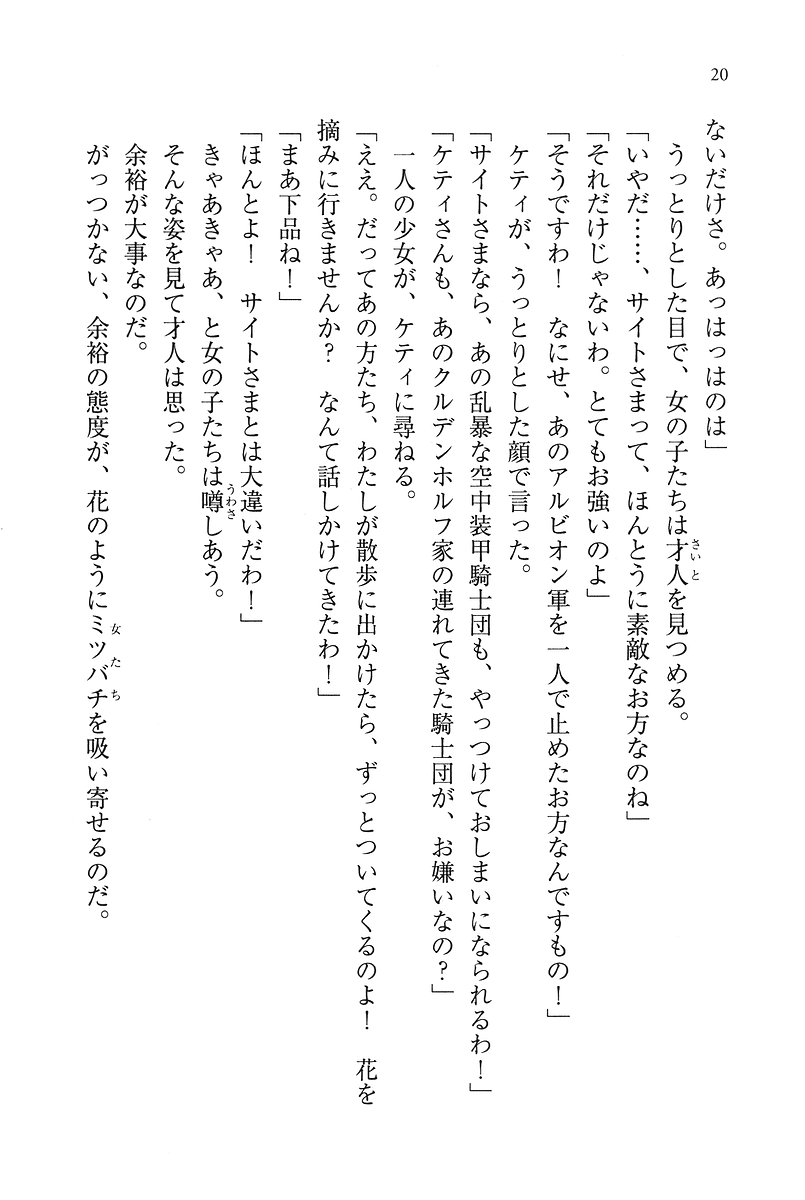 20
ないだけさ。あっはっはのは」
うっとりとした目で、女の子たちは才人を見つめる。
「いやだ……、サイトさまって、ほんとうに素敵なお方なのね」
「それだけじゃないわ。とてもお強いのよ」
「そうですわ！　なにせ、あのアルビオン軍を一人で止めたお方なんですもの！」
ケティが、うっとりとした顔で言った。
「サイトさまなら、あの乱暴な空中装甲騎士団も、やっつけておしまいになられるわ！」
「ケティさんも、あのクルデンホルフ家の連れてきた騎士団が、お嫌いなの？」
一人の少女が、ケティに尋ねる。
「ええ。だってあの方たち、わたしが散歩に出かけたら、ずっとついてくるのよ！　花を
摘みに行きませんか？　なんて話しかけてきたわ！」
「まあ下品ね！」
「ほんとよ！　サイトさまとは大違いだわ！」
きゃあきゃあ、と女の子たちは噂しあう。
そんな姿を見て才人は思った。
余裕が大事なのだ。
がっつかない、余裕の態度が、花のようにミツバチを吸い寄せるのだ。
さいと
うわさ
女たち